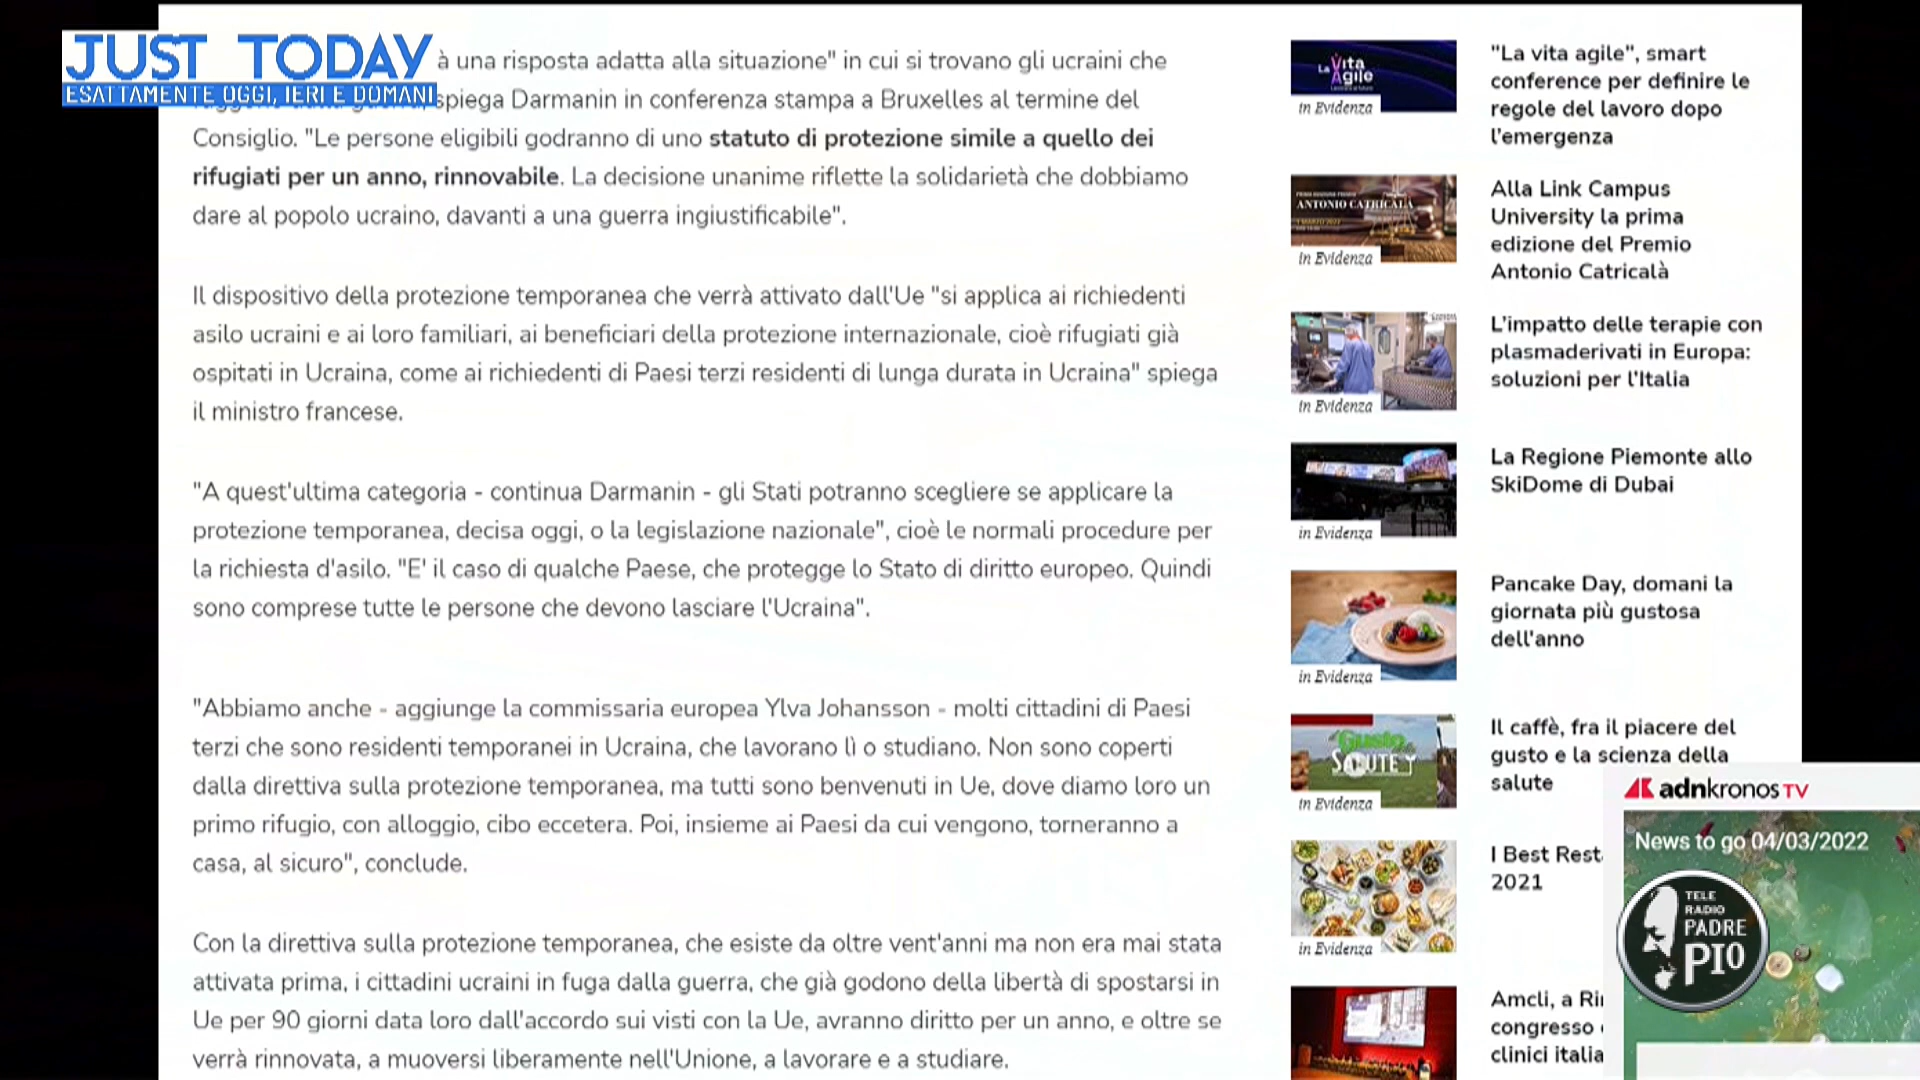 JUST TODAY
ESATTAMENTE OGGI, IERI E DOMANI
à una risposta adatta alla situazione" in cui si trovano gli ucraini che
spiega Darmanin in conferenza stampa a Bruxelles al termine del
Consiglio. "Le persone eligibili godranno di uno statuto di protezione simile a quello dei
rifugiati per un anno, rinnovabile. La decisione unanime riflette la solidarietà che dobbiamo
dare al popolo ucraino, davanti a una guerra ingiustificabile".
Il dispositivo della protezione temporanea che verrà attivato dall'Ue "si applica ai richiedenti
asilo ucraini e ai loro familiari, ai beneficiari della protezione internazionale, cioè rifugiati già
ospitati in Ucraina, come ai richiedenti di Paesi terzi residenti di lunga durata in Ucraina" spiega
il ministro francese.
"A quest'ultima categoria - continua Darmanin - gli Stati potranno scegliere se applicare la
protezione temporanea, decisa oggi, o la legislazione nazionale", cioè le normali procedure per
la richiesta d'asilo. "E' il caso di qualche Paese, che protegge lo Stato di diritto europeo. Quindi
sono comprese tutte le persone che devono lasciare l'Ucraina".
"Abbiamo anche - aggiunge la commissaria europea Ylva Johansson - molti cittadini di Paesi
terzi che sono residenti temporanei in Ucraina, che lavorano lì o studiano. Non sono coperti
dalla direttiva sulla protezione temporanea, ma tutti sono benvenuti in Ue, dove diamo loro un
primo rifugio, con alloggio, cibo eccetera. Poi, insieme ai Paesi da cui vengono, torneranno a
casa, al sicuro", conclude.
Con la direttiva sulla protezione temporanea, che esiste da oltre vent'anni ma non era mai stata
attivata prima, i cittadini ucraini in fuga dalla guerra, che già godono della libertà di spostarsi in
Ue per 90 giorni data loro dall'accordo sui visti con la Ue, avranno diritto per un anno, e oltre se
verrà rinnovata, a muoversi liberamente nell'Unione, a lavorare e a studiare.
La Vita
Agile
in Evidenza
"La vita agile", smart
conference per definire le
regole del lavoro dopo
l'emergenza
ANTONIO CATRICALÀ
in Evidenza
Alla Link Campus
University la prima
edizione del Premio
Antonio Catricalà
in Evidenza
L'impatto delle terapie con
plasmaderivati in Europa:
soluzioni per l'Italia
in Evidenza
La Regione Piemonte allo
SkiDome di Dubai
in Evidenza
Pancake Day, domani la
giornata più gustosa
dell'anno
Gusto
SALUTE
in Evidenza
Il caffè, fra il piacere del
gusto e la scienza della
salute
in Evidenza
I Best Rest
2021
Amcli, a Ri
congresso
clinici italia
adnkronos TV
News to go 04/03/2022
TELE
RADIO
PADRE
PIO